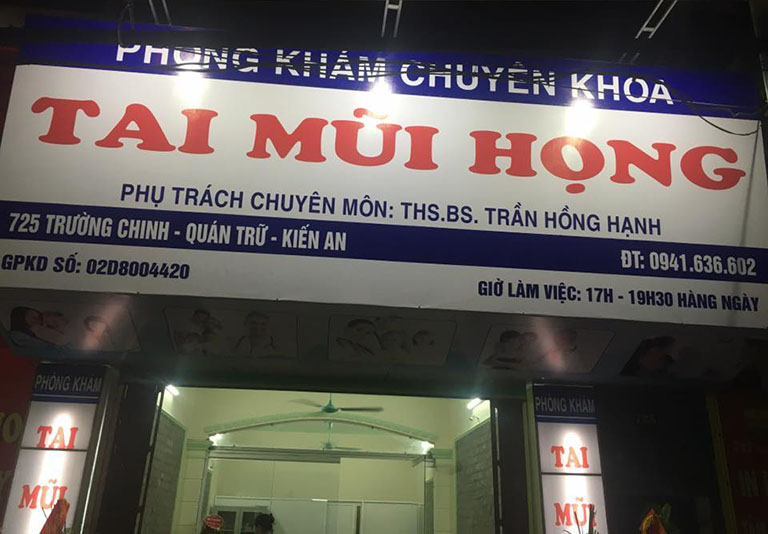 PHÒNG KHÁM CHUYÊN KHOA
TAI MŨI HỌNG
PHỤ TRÁCH CHUYÊN MÔN: THS.BS. TRẦN HỒNG HẠNH
725 TRƯỜNG CHINH - QUÁN TRỮ - KIẾN AN
ĐT: 0941.636.602
GPKD SỐ: 02D8004420
GIỜ LÀM VIỆC: 17H - 19H30 HÀNG NGÀY
PHÒNG KHÁM
TAI
MŨI
PHÒNG KHÁM
TAI
MŨI